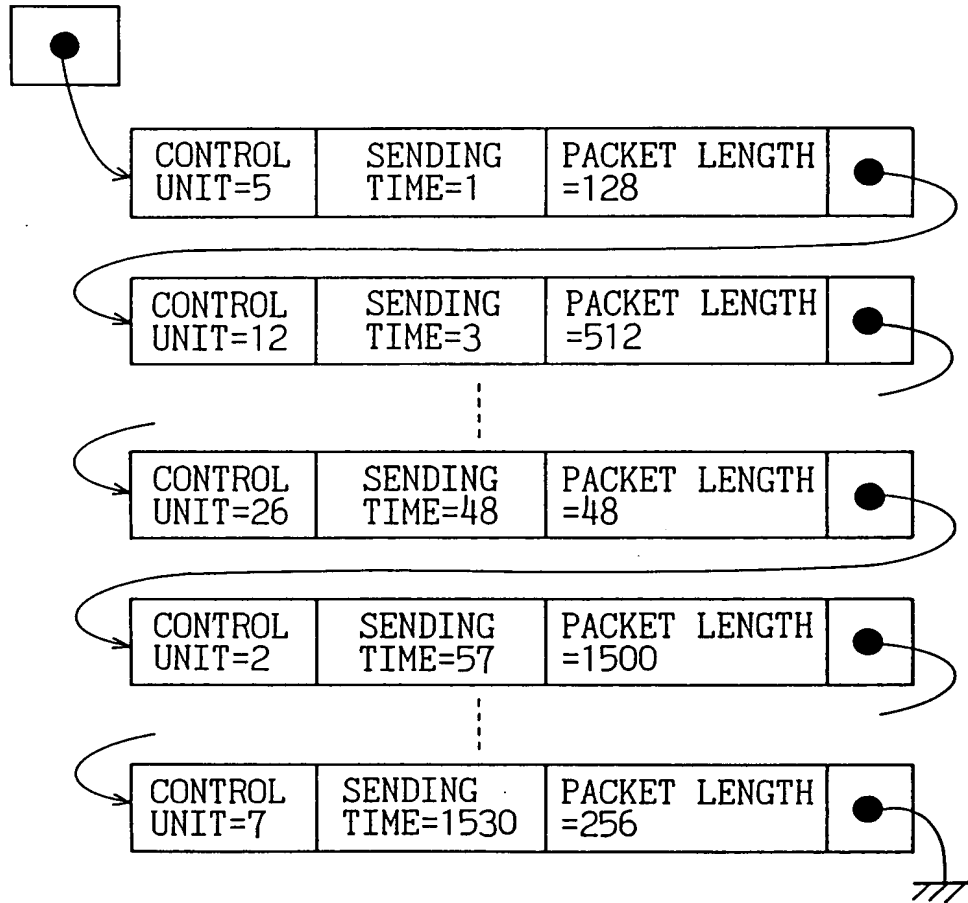 CONTROL UNIT=5
SENDING TIME=1
PACKET LENGTH =128
CONTROL UNIT=12
SENDING TIME=3
PACKET LENGTH =512
CONTROL UNIT=26
SENDING TIME=48
PACKET LENGTH =48
CONTROL UNIT=2
SENDING TIME=57
PACKET LENGTH =1500
CONTROL UNIT=7
SENDING TIME=1530
PACKET LENGTH =256